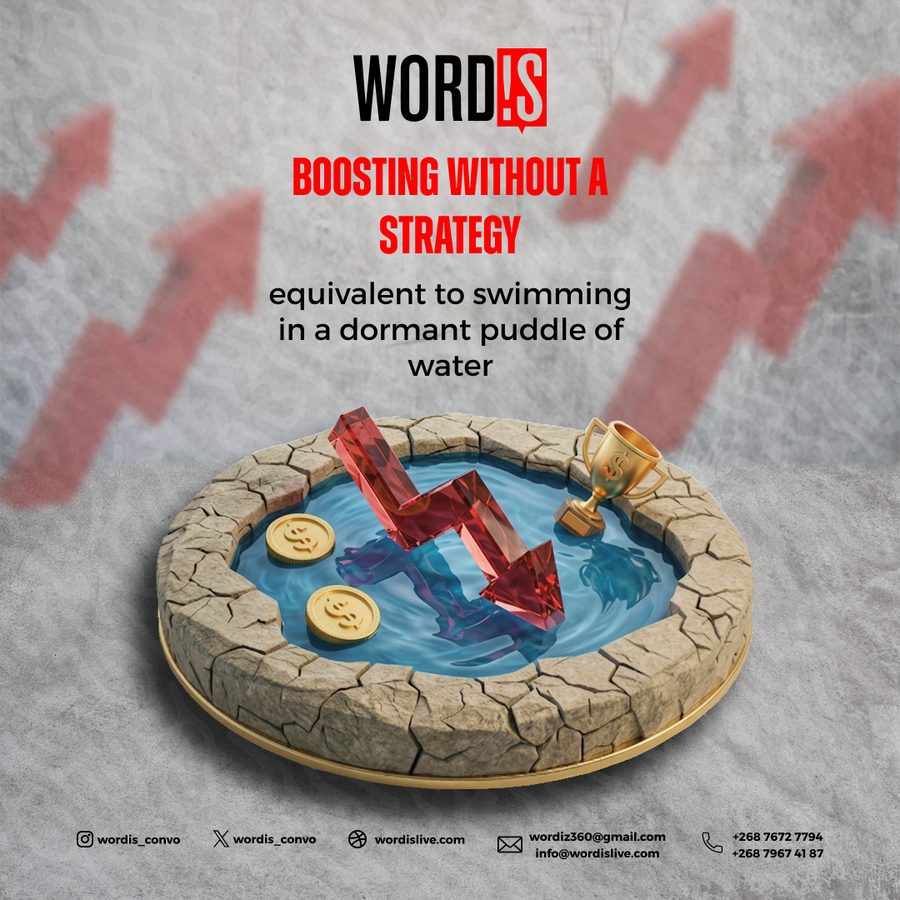 WORD!S
BOOSTING WITHOUT A
STRATEGY
equivalent to swimming
in a dormant puddle of
water
wordis_convo
wordis_convo
wordislive.com
wordiz360@gmail.com
info@wordislive.com
+268 7672 7794
+268 7967 41 87